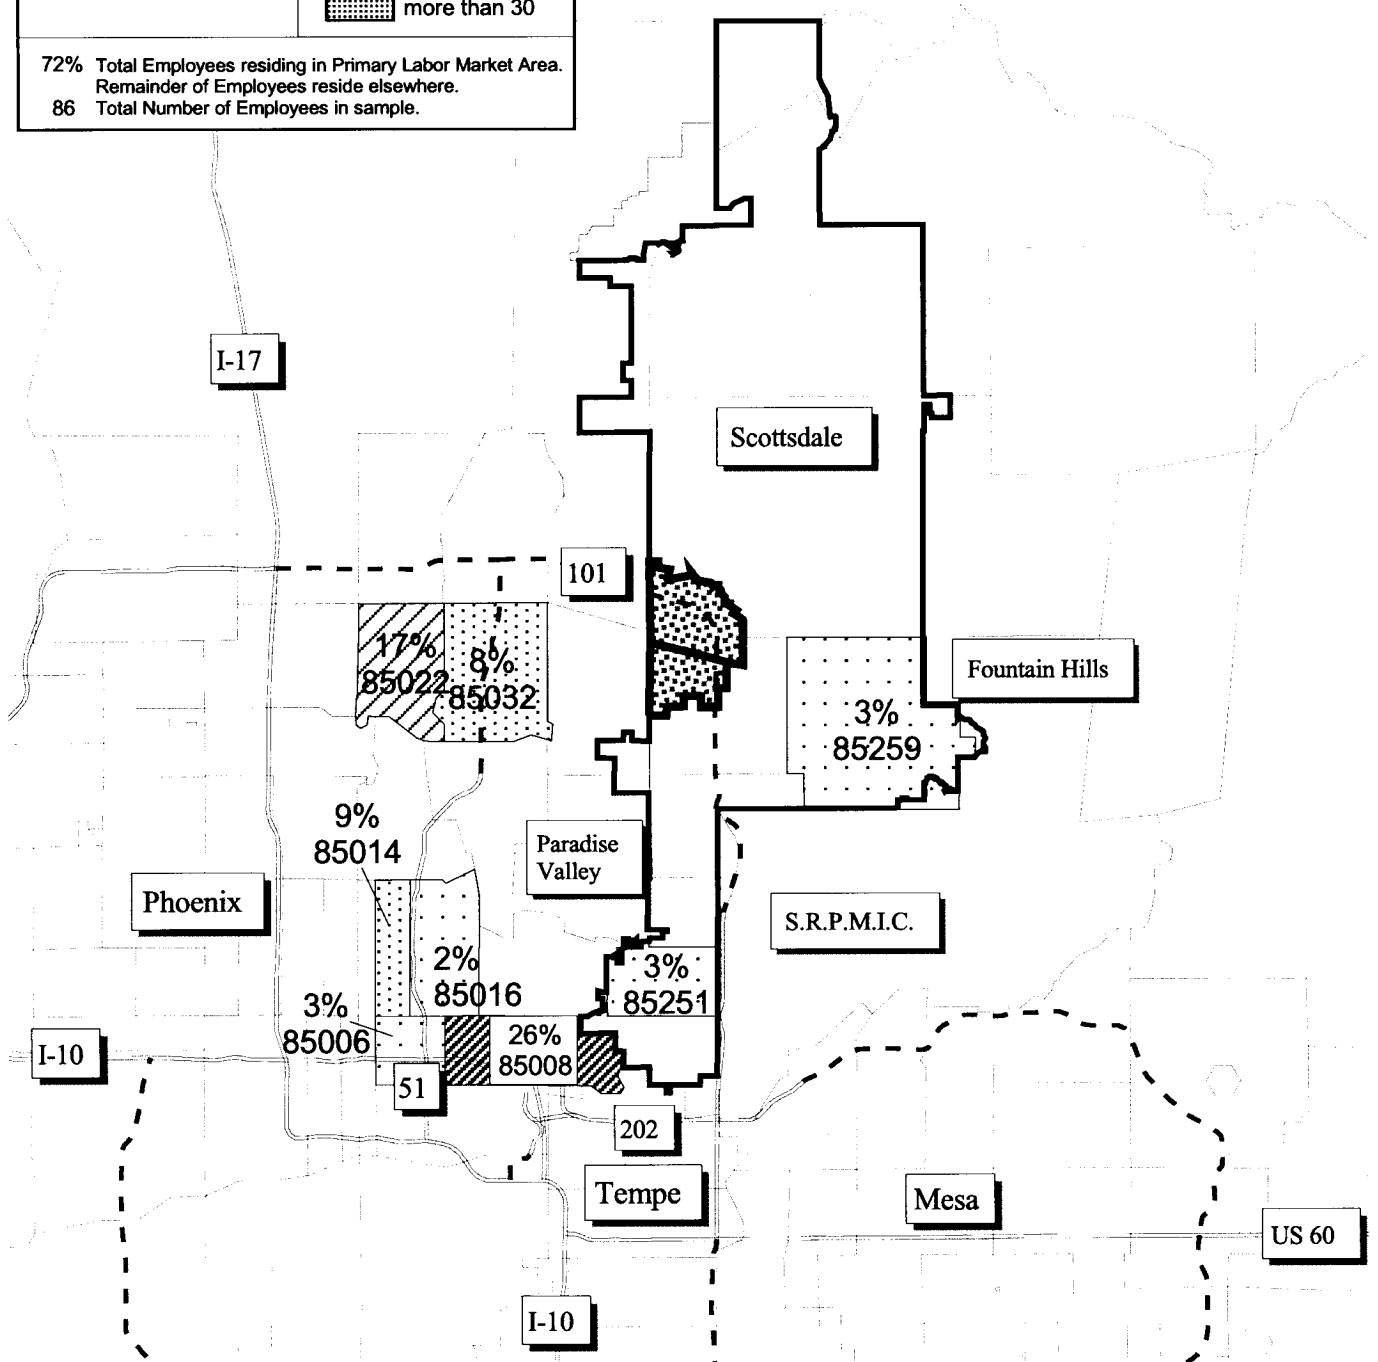 more than 30
72% Total Employees residing in Primary Labor Market Area.
Remainder of Employees reside elsewhere.
86 Total Number of Employees in sample.
I-17
Scottsdale
101
17%
85022
8%
85032
Fountain Hills
3%
85259
9%
85014
Paradise
Valley
Phoenix
S.R.P.M.I.C.
2%
85016
3%
85251
3%
85006
26%
85008
I-10
51
202
Tempe
Mesa
US 60
I-10